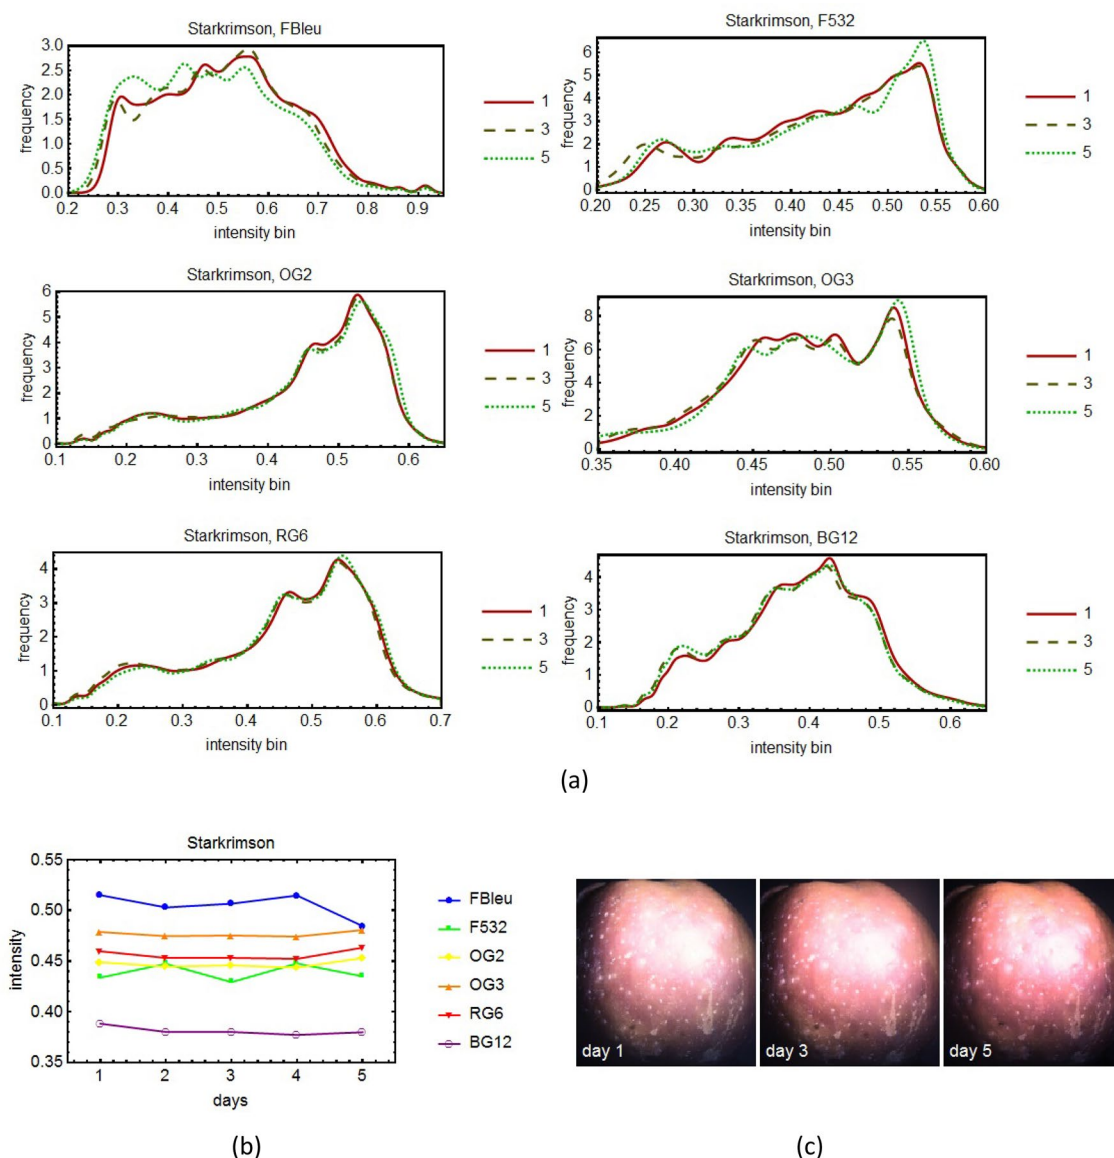 Starkrimson, FBleu
3.0
2.5
2.0
1.5
1.0
0.5
0.0
frequency
0.2 0.3 0.4 0.5 0.6 0.7 0.8 0.9
intensity bin
1
3
5
Starkrimson, F532
6
5
4
3
2
1
0
frequency
0.20 0.25 0.30 0.35 0.40 0.45 0.50 0.55 0.60
intensity bin
1
3
5
Starkrimson, OG2
6
5
4
3
2
1
0
frequency
0.1 0.2 0.3 0.4 0.5 0.6
intensity bin
1
3
5
Starkrimson, OG3
8
6
4
2
0
frequency
0.35 0.40 0.45 0.50 0.55 0.60
intensity bin
1
3
5
Starkrimson, RG6
4
3
2
1
0
frequency
0.1 0.2 0.3 0.4 0.5 0.6 0.7
intensity bin
1
3
5
Starkrimson, BG12
4
3
2
1
0
frequency
0.1 0.2 0.3 0.4 0.5 0.6
intensity bin
1
3
5
(a)
Starkrimson
0.55
0.50
0.45
0.40
0.35
intensity
1 2 3 4 5
days
FBleu
F532
OG2
OG3
RG6
BG12
(b)
day 1
day 3
day 5
(c)